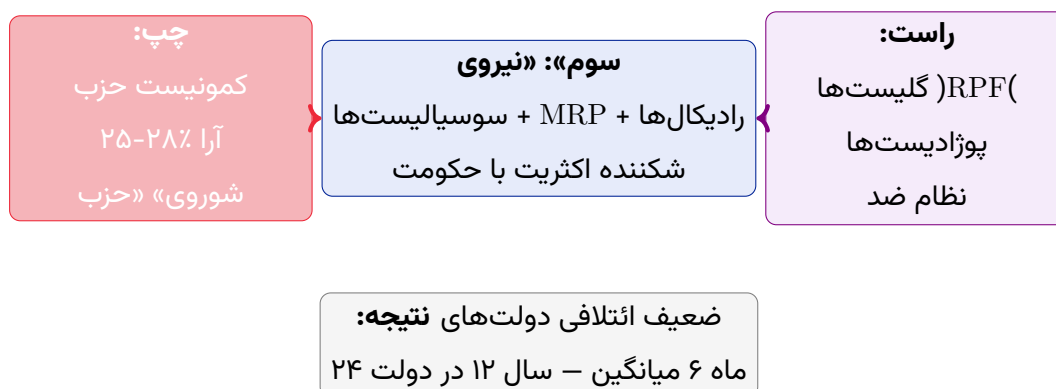 راست:
)RPF( گلیست‌ها
پوژادیست‌ها
نظام ضد
سوم»: «نیروی
رادیکال‌ها + MRP + سوسیالیست‌ها
شکننده اکثریت با حکومت
چپ:
کمونیست حزب
آرا ۲۵-۲۸٪
شوروی» «حزب
ضعیف ائتلافی دولت‌های نتیجه:
ماه ۶ میانگین – سال ۱۲ در دولت ۲۴